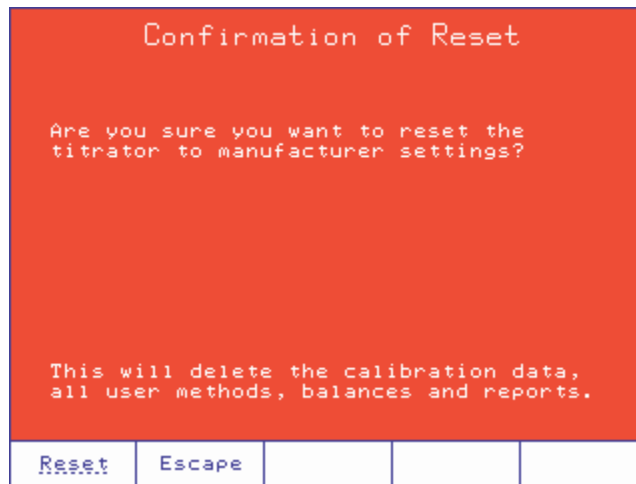 Confirmation of Reset
Are you sure you want to reset the
titrator to manufacturer settings?
This will delete the calibration data,
all user methods, balances and reports.
Reset Escape